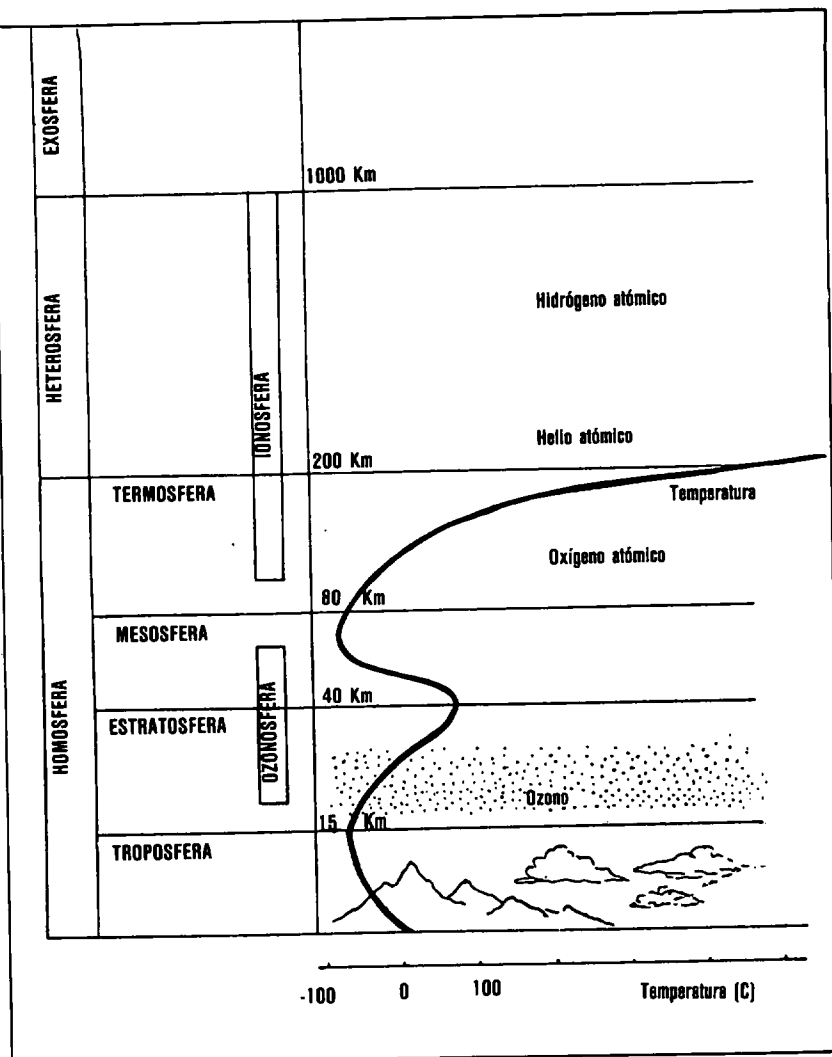 EXOSFERA
1000 Km
HETEROSFERA
IONOSFERA
Hidrógeno atómico
Helio atómico
200 Km
TERMOSFERA
Temperatura
Oxígeno atómico
80 Km
MESOSFERA
HOMOSFERA
OZONOSFERA
40 Km
ESTRATOSFERA
Ozono
15 Km
TROPOSFERA
-100 0 100 Temperatura (C)